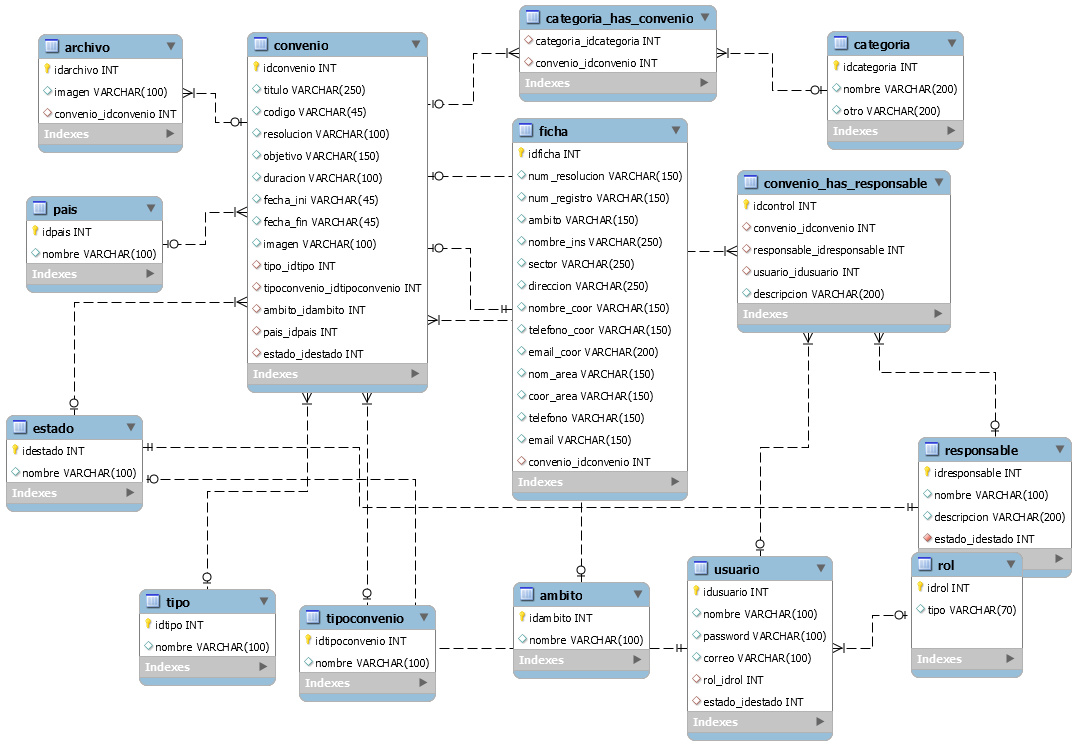 archivo
idarchivo INT
imagen VARCHAR(100)
convenio_idconvenio INT
Indexes
convenio
idconvenio INT
titulo VARCHAR(250)
codigo VARCHAR(45)
resolucion VARCHAR(100)
objetivo VARCHAR(150)
duracion VARCHAR(100)
fecha_ini VARCHAR(45)
fecha_fin VARCHAR(45)
imagen VARCHAR(100)
tipo_idtipo INT
tipoconvenio_idtipoconvenio INT
ambito_idambito INT
pais_idpais INT
estado_idestado INT
Indexes
categoria_has_convenio
categoria_idcategoria INT
convenio_idconvenio INT
Indexes
categoria
idcategoria INT
nombre VARCHAR(200)
otro VARCHAR(200)
Indexes
ficha
idficha INT
num_resolucion VARCHAR(150)
num_registro VARCHAR(150)
ambito VARCHAR(150)
nombre_ins VARCHAR(250)
sector VARCHAR(250)
direccion VARCHAR(250)
nombre_coor VARCHAR(150)
telefono_coor VARCHAR(150)
email_coor VARCHAR(200)
nom_area VARCHAR(150)
coor_area VARCHAR(150)
telefono VARCHAR(150)
email VARCHAR(150)
convenio_idconvenio INT
Indexes
convenio_has_responsable
idcontrol INT
convenio_idconvenio INT
responsable_idresponsable INT
usuario_idusuario INT
descripcion VARCHAR(200)
Indexes
pais
idpais INT
nombre VARCHAR(100)
Indexes
estado
idestado INT
nombre VARCHAR(100)
Indexes
responsable
idresponsable INT
nombre VARCHAR(100)
descripcion VARCHAR(200)
estado_idestado INT
tipo
idtipo INT
nombre VARCHAR(100)
Indexes
tipoconvenio
idtipoconvenio INT
nombre VARCHAR(100)
Indexes
ambito
idambito INT
nombre VARCHAR(100)
Indexes
usuario
idusuario INT
nombre VARCHAR(100)
password VARCHAR(100)
correo VARCHAR(100)
rol_idrol INT
estado_idestado INT
Indexes
rol
idrol INT
tipo VARCHAR(70)
Indexes